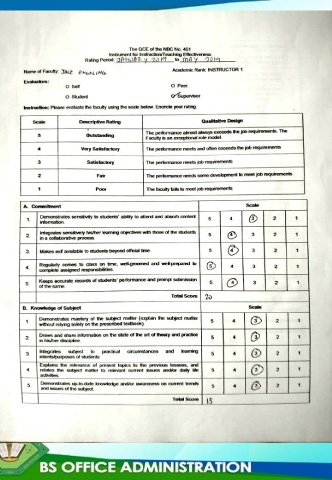 The QCE of the NBC No. 461
Instrument for Instruction/Teaching Effectiveness
Rating Period: JANUARY 2019 to MAY 2019
Name of Faculty: Academic Rank: INSTRUCTOR 1
Evaluators:
O Self O Peer
O Student Supervisor
Instruction: Please evaluate the faculty using the scale below. Encircle your rating.
Scale Descriptive Rating Qualitative Design
5 Outstanding The performance almost always exceeds the job requirements. The Faculty is an exceptional role model
4 Very Satisfactory The performance meets and often exceeds the job requirements
3 Satisfactory The performance meets job requirements
2 Fair The performance needs some development to meet job requirements
1 Poor The faculty fails to meet job requirements
A. Commitment Scale
1. Demonstrates sensitivity to students' ability to attend and absorb content information. 5 4 3 2 1
2. Integrates sensitively his/her learning objectives with those of the students in a collaborative process. 5 4 3 2 1
3. Makes self available to students beyond official time 5 4 3 2 1
4. Regularly comes to class on time, well-groomed and well-prepared to complete assigned responsibilities. 5 4 3 2 1
5. Keeps accurate records of students' performance and prompt submission of the same. 5 4 3 2 1
Total Score 20
B. Knowledge of Subject Scale
1. Demonstrates mastery of the subject matter (explain the subject matter without relying solely on the prescribed textbook). 5 4 3 2 1
2. Draws and share information on the state of the art of theory and practice in his/her discipline. 5 4 3 2 1
3. Integrates subject to practical circumstances and learning intents/purposes of students 5 4 3 2 1
4. Explains the relevance of present topics to the previous lessons, and relates the subject matter to relevant current issues and/or daily life activities. 5 4 3 2 1
5. Demonstrates up-to-date knowledge and/or awareness on current trends and issues of the subject. 5 4 3 2 1
Total Score 15
BS OFFICE ADMINISTRATION